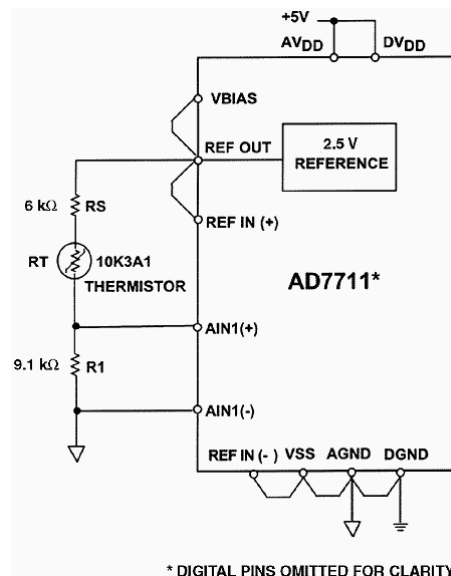 +5V
AVDD DVDD
VBIAS
REF OUT
2.5 V
REFERENCE
6 kΩ RS
REF IN (+)
RT 10K3A1
THERMISTOR
AD7711*
AIN1(+)
9.1 kΩ R1
AIN1(-)
REF IN (-) VSS AGND DGND
* DIGITAL PINS OMITTED FOR CLARITY